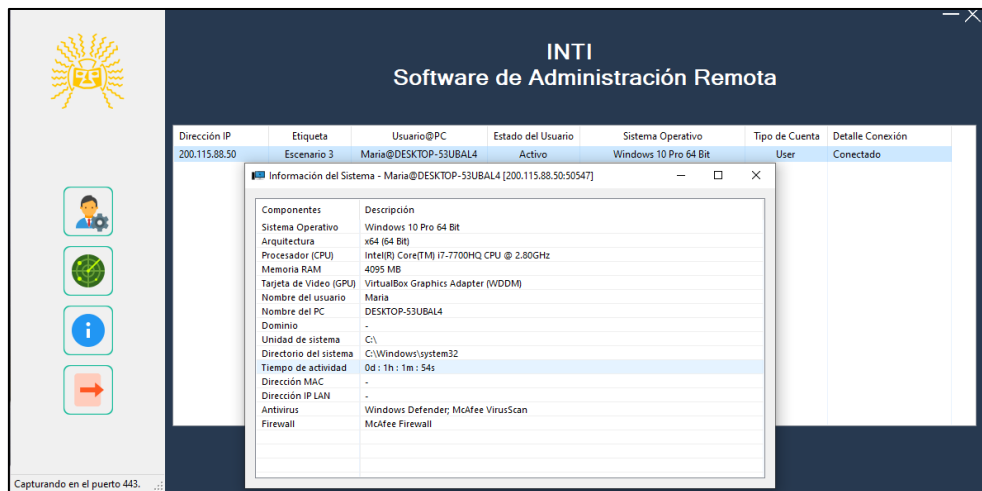 INTI
Software de Administración Remota
Dirección IP Etiqueta Usuario@PC Estado del Usuario Sistema Operativo Tipo de Cuenta Detalle Conexión
200.115.88.50 Escenario 3 Maria@DESKTOP-53UBAL4 Activo Windows 10 Pro 64 Bit User Conectado
Información del Sistema - Maria@DESKTOP-53UBAL4 [200.115.88.50:50547]
Componentes Descripción
Sistema Operativo Windows 10 Pro 64 Bit
Arquitectura x64 (64 Bit)
Procesador (CPU) Intel(R) Core(TM) i7-7700HQ CPU @ 2.80GHz
Memoria RAM 4095 MB
Tarjeta de Video (GPU) VirtualBox Graphics Adapter (WDDM)
Nombre del usuario Maria
Nombre del PC DESKTOP-53UBAL4
Dominio -
Unidad de sistema C:\
Directorio del sistema C:\Windows\system32
Tiempo de actividad 0d : 1h : 1m : 54s
Dirección MAC -
Dirección IP LAN -
Antivirus Windows Defender; McAfee VirusScan
Firewall McAfee Firewall
Capturando en el puerto 443.